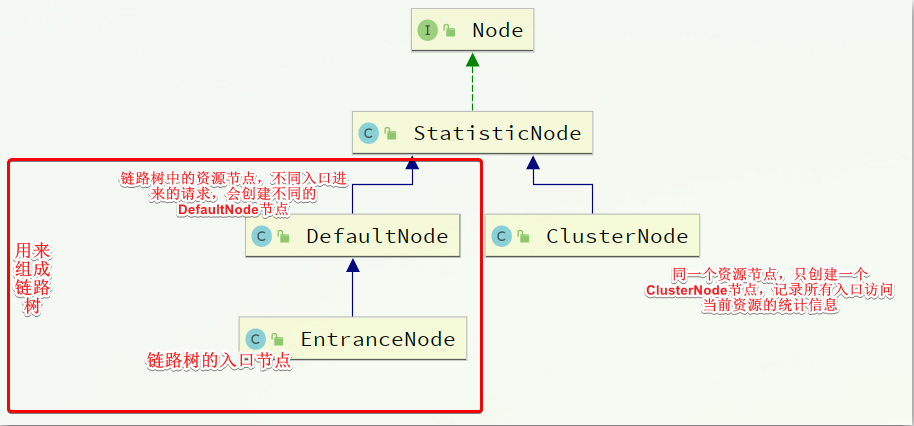 I Node
C StatisticNode
链路树中的资源节点，不同入口进
来的请求，会创建不同的
DefaultNode节点
C DefaultNode
C ClusterNode
用来
组成
链路
树
同一个资源节点，只创建一个
ClusterNode节点，记录所有入口访问
当前资源的统计信息
C EntranceNode
链路树的入口节点